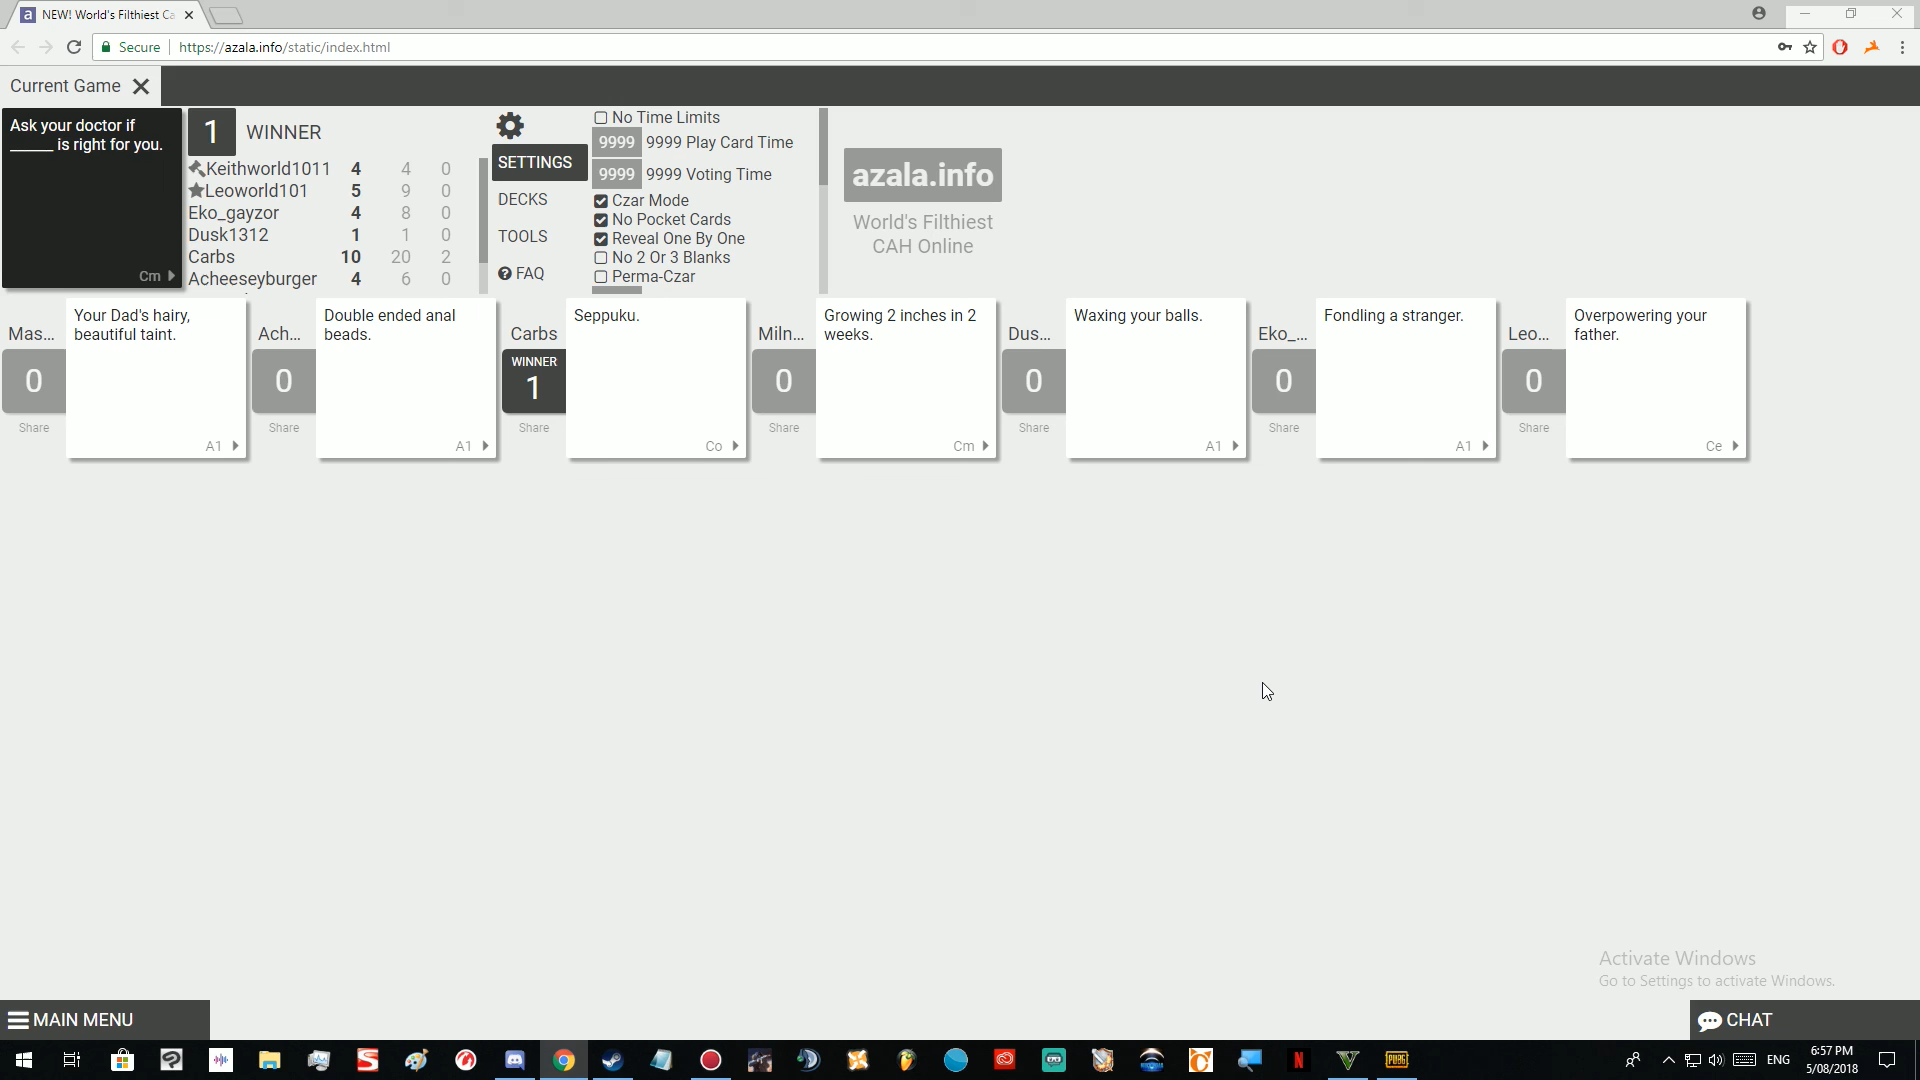 NEW! World's Filthiest Ca
Secure
https://azala.info/static/index.html
Current Game
Ask your doctor if
_____ is right for you.
Cm
1 WINNER
Keithworld1011 4 4 0
Leoworld101 5 9 0
Eko_gayzor 4 8 0
Dusk1312 1 1 0
Carbs 10 20 2
Acheeseyburger 4 6 0
SETTINGS
DECKS
TOOLS
FAQ
No Time Limits
9999 9999 Play Card Time
9999 9999 Voting Time
Czar Mode
No Pocket Cards
Reveal One By One
No 2 Or 3 Blanks
Perma-Czar
azala.info
World's Filthiest
CAH Online
Mas...
0
Share
Your Dad's hairy,
beautiful taint.
A1
Ach...
0
Share
Double ended anal
beads.
A1
Carbs
WINNER
1
Share
Seppuku.
Co
Miln...
0
Share
Growing 2 inches in 2
weeks.
Cm
Dus...
0
Share
Waxing your balls.
A1
Eko_...
0
Share
Fondling a stranger.
A1
Leo...
0
Share
Overpowering your
father.
Ce
Activate Windows
Go to Settings to activate Windows.
MAIN MENU
CHAT
PUBG
ENG
6:57 PM
5/08/2018